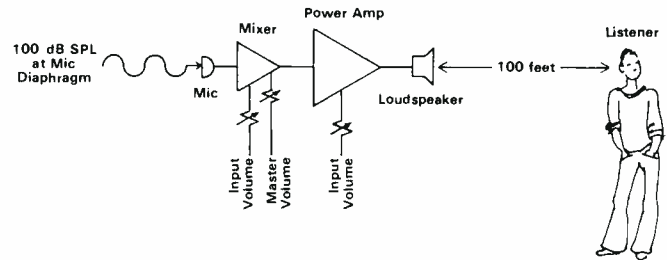 100 dB SPL
at Mic
Diaphragm
Mic
Mixer
Power Amp
Loudspeaker
100 feet
Listener
Input
Volume
Master
Volume
Input
Volume